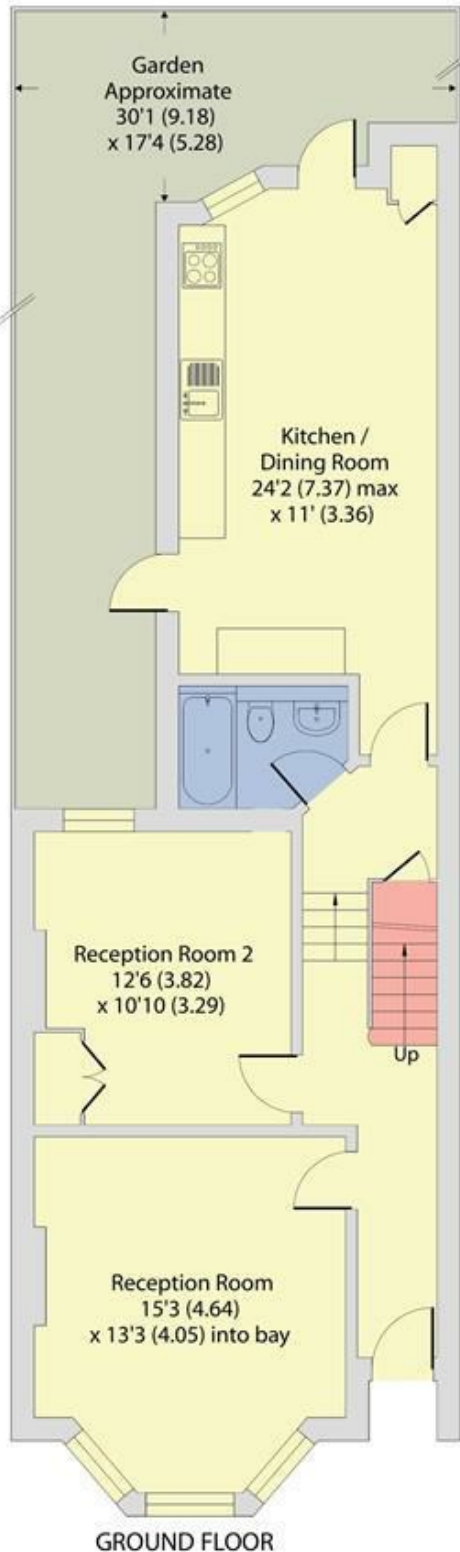 Garden
Approximate
30'1 (9.18)
x 17'4 (5.28)
Kitchen /
Dining Room
24'2 (7.37) max
x 11' (3.36)
Reception Room 2
12'6 (3.82)
x 10'10 (3.29)
Up
Reception Room
15'3 (4.64)
x 13'3 (4.05) into bay
GROUND FLOOR